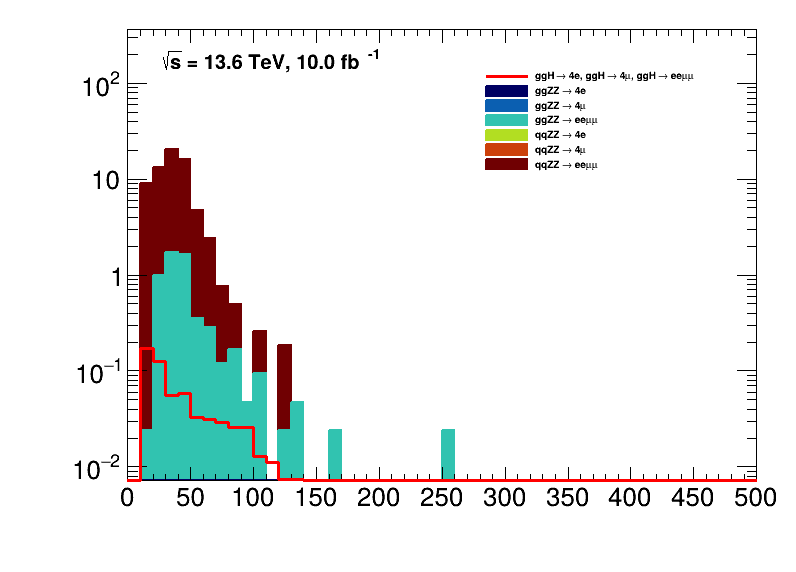 √s = 13.6 TeV, 10.0 fb⁻¹
ggH → 4e, ggH → 4μ, ggH → eeμμ
ggZZ → 4e
ggZZ → 4μ
ggZZ → eeμμ
qqZZ → 4e
qqZZ → 4μ
qqZZ → eeμμ
10²
10
1
10⁻¹
10⁻²
0 50 100 150 200 250 300 350 400 450 500